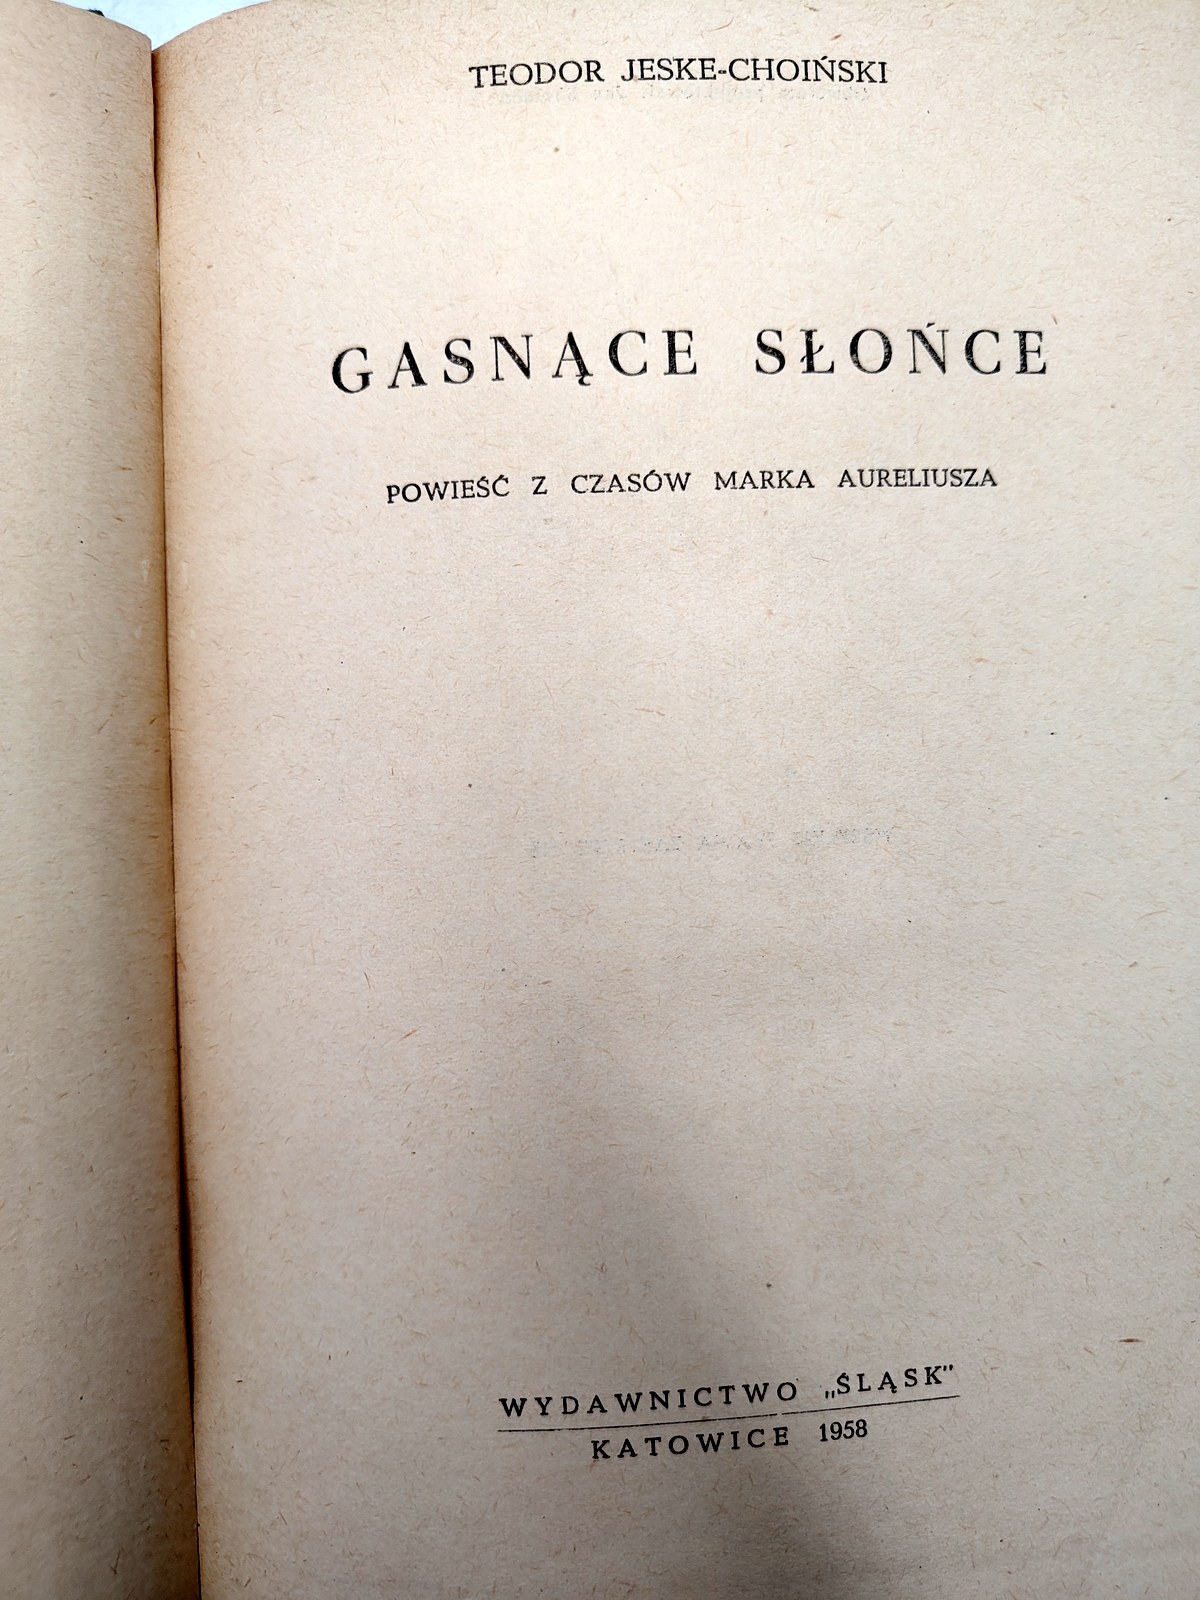 TEODOR JESKE-CHOIŃSKI
GASNĄCE SŁOŃCE
POWIEŚĆ Z CZASÓW MARKA AURELIUSZA
WYDAWNICTWO „ŚLĄSK"
KATOWICE 1958